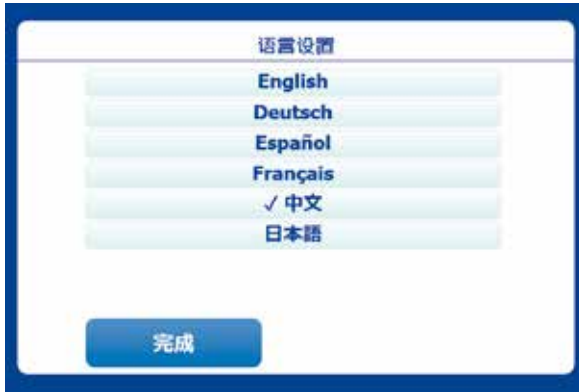 语言设置
English
Deutsch
Español
Français
✓ 中文
日本語
完成